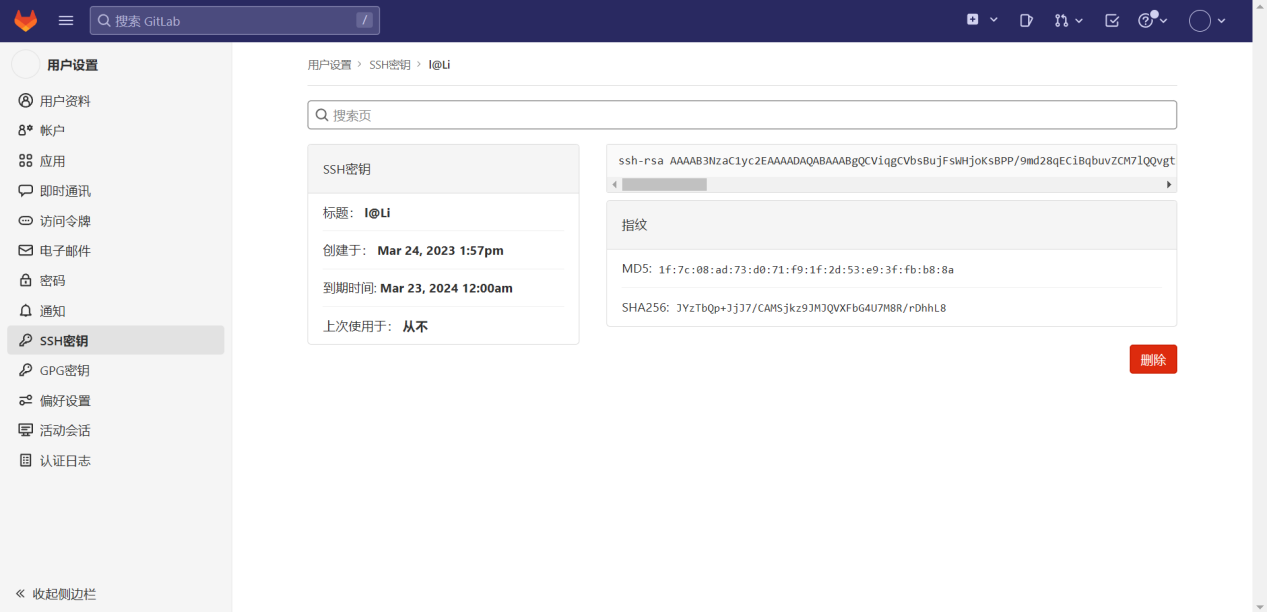 搜索 GitLab /
用户设置
用户资料
帐户
应用
即时通讯
访问令牌
电子邮件
密码
通知
SSH密钥
GPG密钥
偏好设置
活动会话
认证日志
收起侧边栏
用户设置 > SSH密钥 > l@Li
搜索页
SSH密钥
标题： l@Li
创建于： Mar 24, 2023 1:57pm
到期时间: Mar 23, 2024 12:00am
上次使用于： 从不
ssh-rsa AAAAB3NzaC1yc2EAAAADAQABAAABgQCViqgCVbsBujFsWHjoKsBPP/9md28qECiBqbuvZCM7lQQvgt
指纹
MD5: 1f:7c:08:ad:73:d0:71:f9:1f:2d:53:e9:3f:fb:b8:8a
SHA256: JYzTbQp+JjJ7/CAMSjkz9JMJQVXFbG4U7M8R/rDhhL8
删除